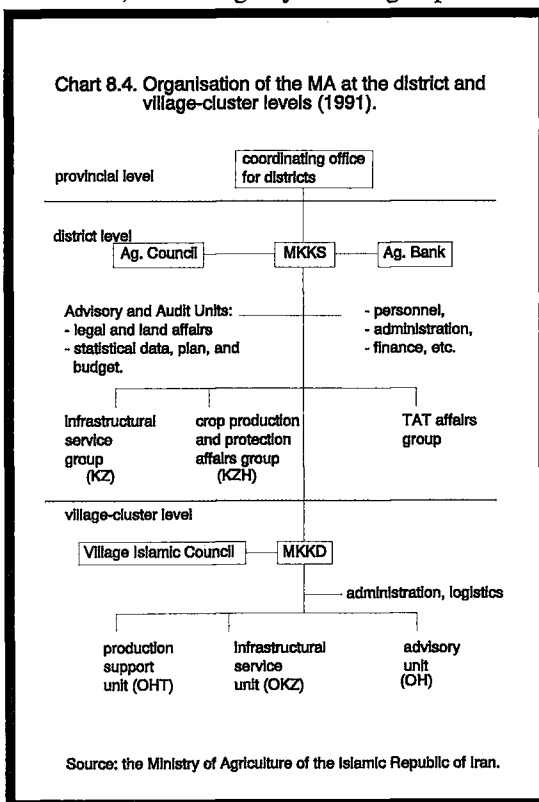 Chart 8.4. Organisation of the MA at the district and
village-cluster levels (1991).
coordinating office
for districts
provincial level
district level
Ag. Council
MKKS
Ag. Bank
Advisory and Audit Units:
- legal and land affairs
- statistical data, plan, and
budget.
- personnel,
- administration,
- finance, etc.
Infrastructural
service
group
(KZ)
crop production
and protection
affairs group
(KZH)
TAT affairs
group
village-cluster level
Village Islamic Council
MKKD
administration, logistics
production
support
unit (OHT)
Infrastructural
service
unit (OKZ)
advisory
unit
(OH)
Source: the Ministry of Agriculture of the Islamic Republic of Iran.